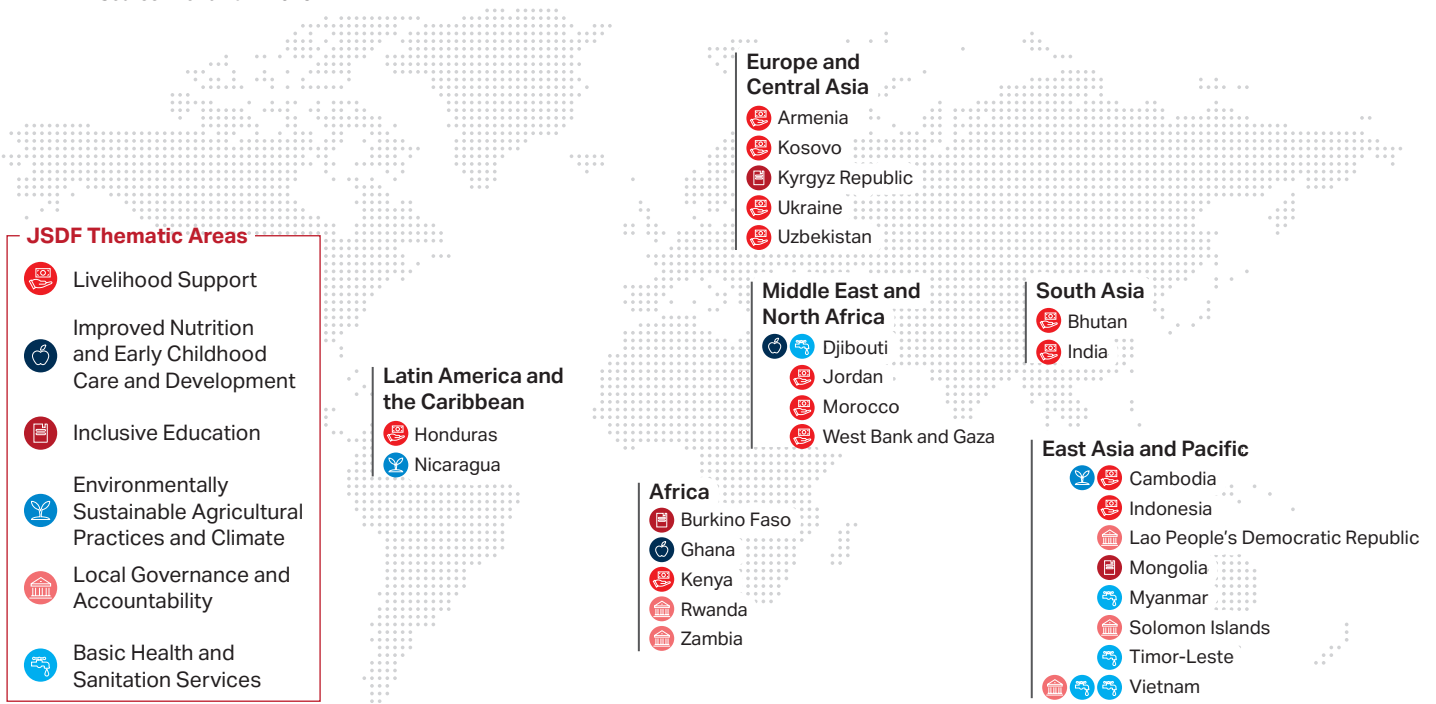 JSDF Thematic Areas
Livelihood Support
Improved Nutrition
and Early Childhood
Care and Development
Inclusive Education
Environmentally
Sustainable Agricultural
Practices and Climate
Local Governance and
Accountability
Basic Health and
Sanitation Services
Latin America and
the Caribbean
Honduras
Nicaragua
Europe and
Central Asia
Armenia
Kosovo
Kyrgyz Republic
Ukraine
Uzbekistan
Middle East and
North Africa
Djibouti
Jordan
Morocco
West Bank and Gaza
Africa
Burkino Faso
Ghana
Kenya
Rwanda
Zambia
South Asia
Bhutan
India
East Asia and Pacific
Cambodia
Indonesia
Lao People's Democratic Republic
Mongolia
Myanmar
Solomon Islands
Timor-Leste
Vietnam